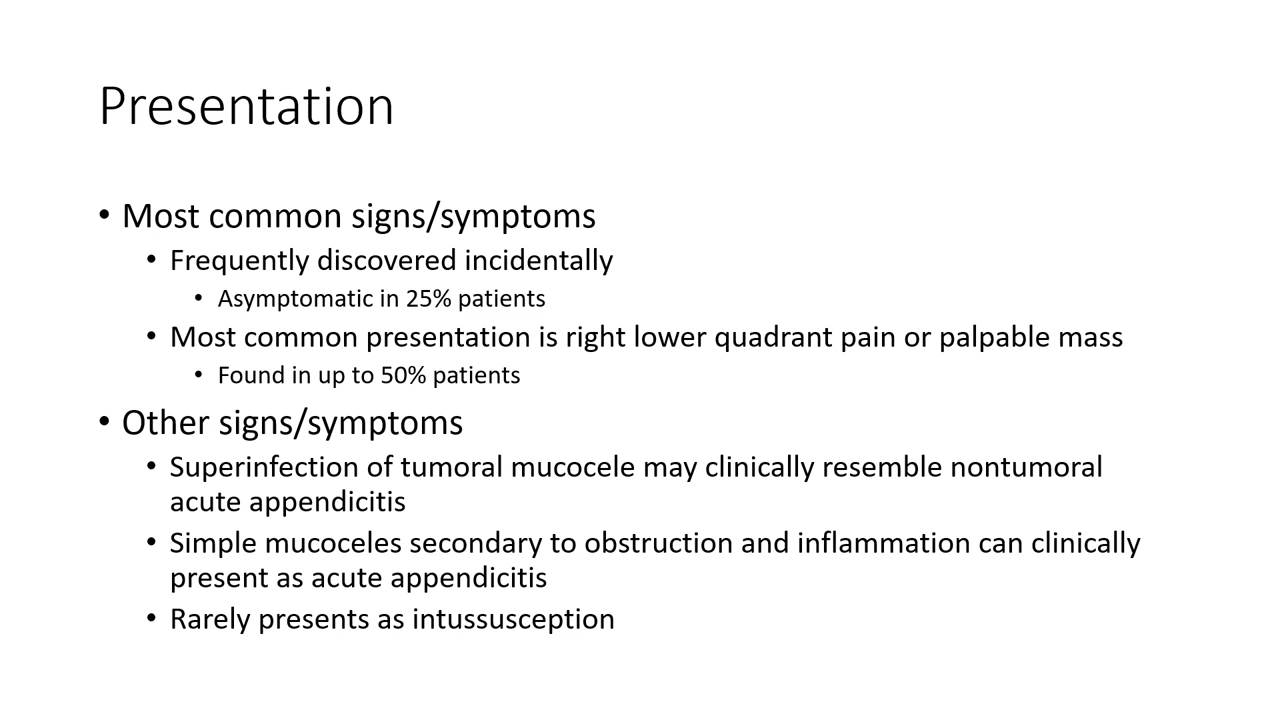 Presentation
• Most common signs/symptoms
• Frequently discovered incidentally
• Asymptomatic in 25% patients
• Most common presentation is right lower quadrant pain or palpable mass
• Found in up to 50% patients
• Other signs/symptoms
• Superinfection of tumoral mucocele may clinically resemble nontumoral
acute appendicitis
• Simple mucoceles secondary to obstruction and inflammation can clinically
present as acute appendicitis
• Rarely presents as intussusception